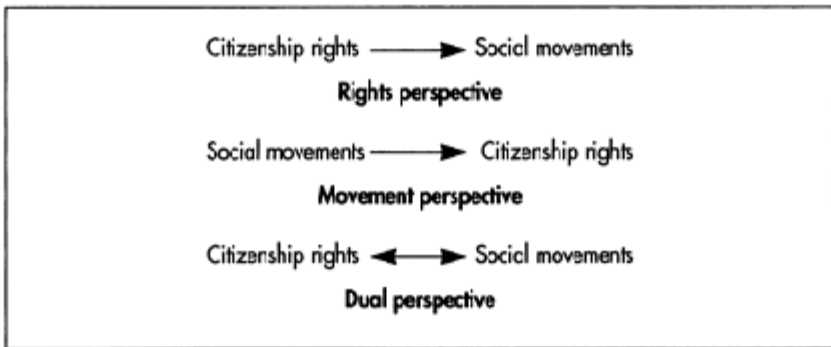 Citizenship rights → Social movements
Rights perspective
Social movements → Citizenship rights
Movement perspective
Citizenship rights ↔ Social movements
Dual perspective